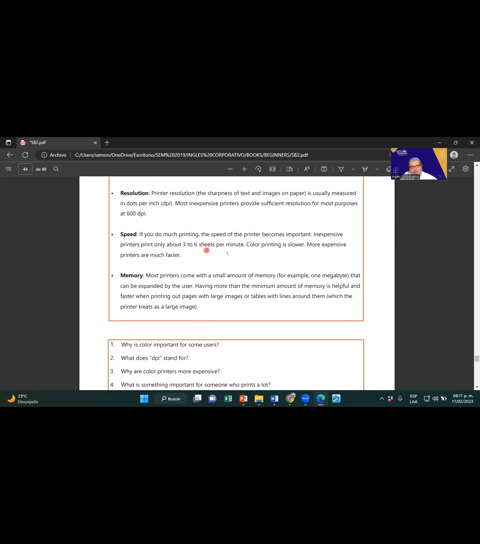 *SB2.pdf
Archivo | C:/Users/semon/OneDrive/Escritorio/SEM%202019/INGLES%20CORPORATIVO/BOOKS/BEGINNERS/SB2.pdf
44 de 49
• Resolution: Printer resolution (the sharpness of text and images on paper) is usually measured
in dots per inch (dpi). Most inexpensive printers provide sufficient resolution for most purposes
at 600 dpi.
• Speed: If you do much printing, the speed of the printer becomes important. Inexpensive
printers print only about 3 to 6 sheets per minute. Color printing is slower. More expensive
printers are much faster.
• Memory: Most printers come with a small amount of memory (for example, one megabyte) that
can be expanded by the user. Having more than the minimum amount of memory is helpful and
faster when printing out pages with large images or tables with lines around them (which the
printer treats as a large image).
1. Why is color important for some users?
2. What does "dpi" stand for?
3. Why are color printers more expensive?
4. What is something important for someone who prints a lot?
23°C
Despejado
Buscar
ESP
LAA
08:17 p. m.
17/02/2023